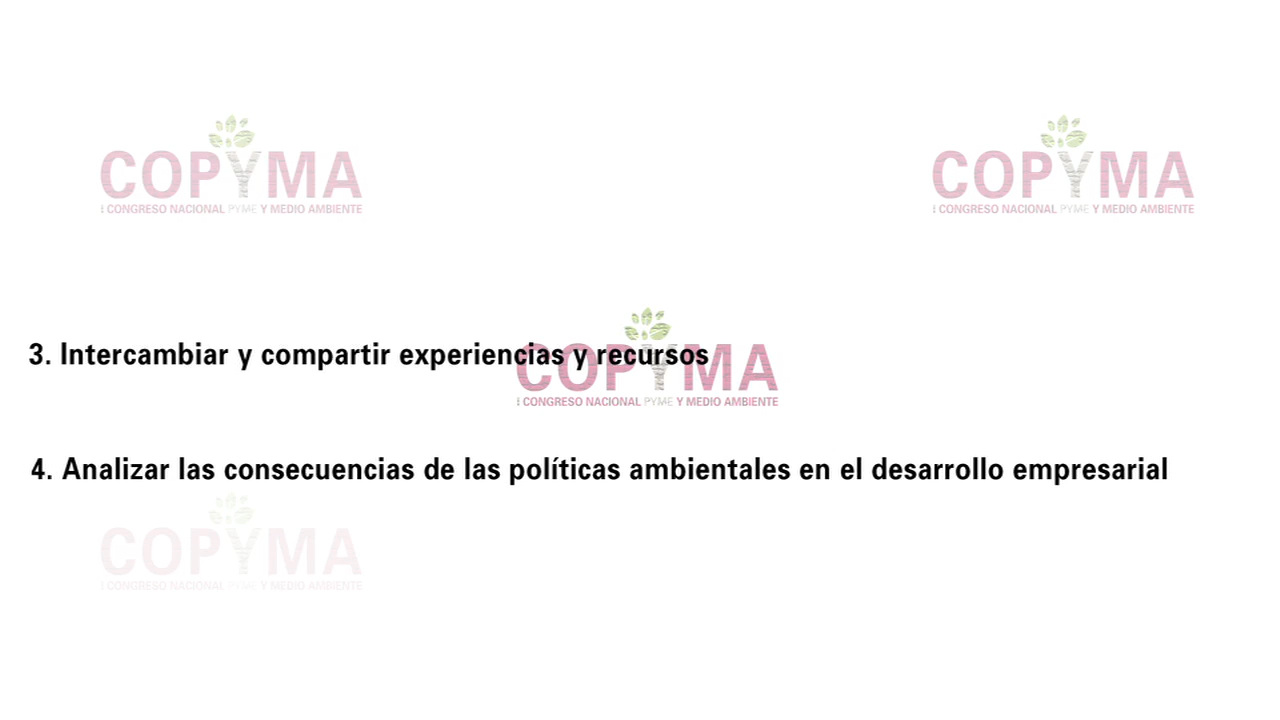 COPYMA
I CONGRESO NACIONAL PYME Y MEDIO AMBIENTE
COPYMA
I CONGRESO NACIONAL PYME Y MEDIO AMBIENTE
3. Intercambiar y compartir experiencias y recursos
COPYMA
I CONGRESO NACIONAL PYME Y MEDIO AMBIENTE
4. Analizar las consecuencias de las políticas ambientales en el desarrollo empresarial
COPYMA
I CONGRESO NACIONAL PYME Y MEDIO AMBIENTE